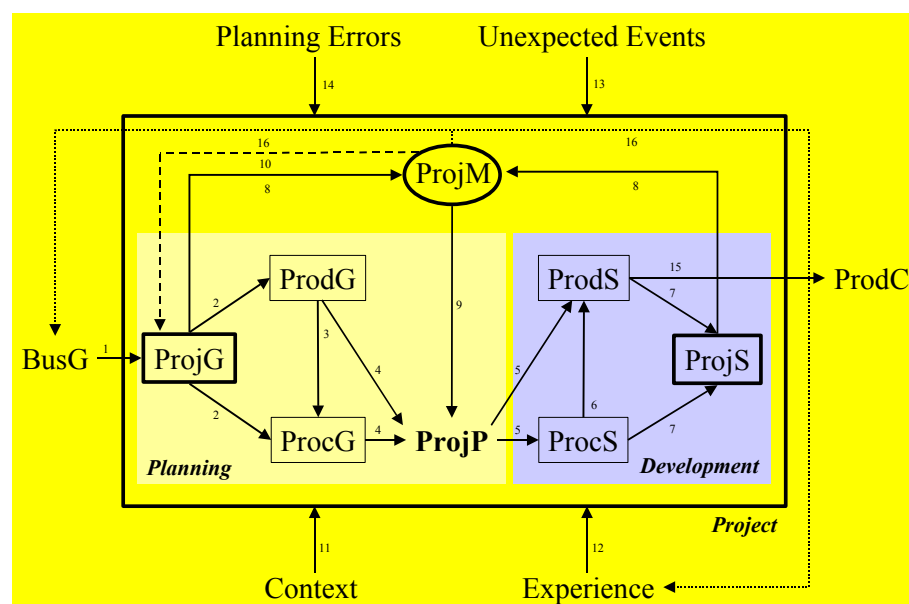 Planning Errors Unexpected Events
14 13
16 16
10
ProjM
8 8
ProdG ProdS 15 ProdC
2 7
3 9
BusG 1 ProjG ProjS
4 5
2 6
4 5 7
ProcG ProjP ProcS
Planning Development
Project
11 12
Context Experience